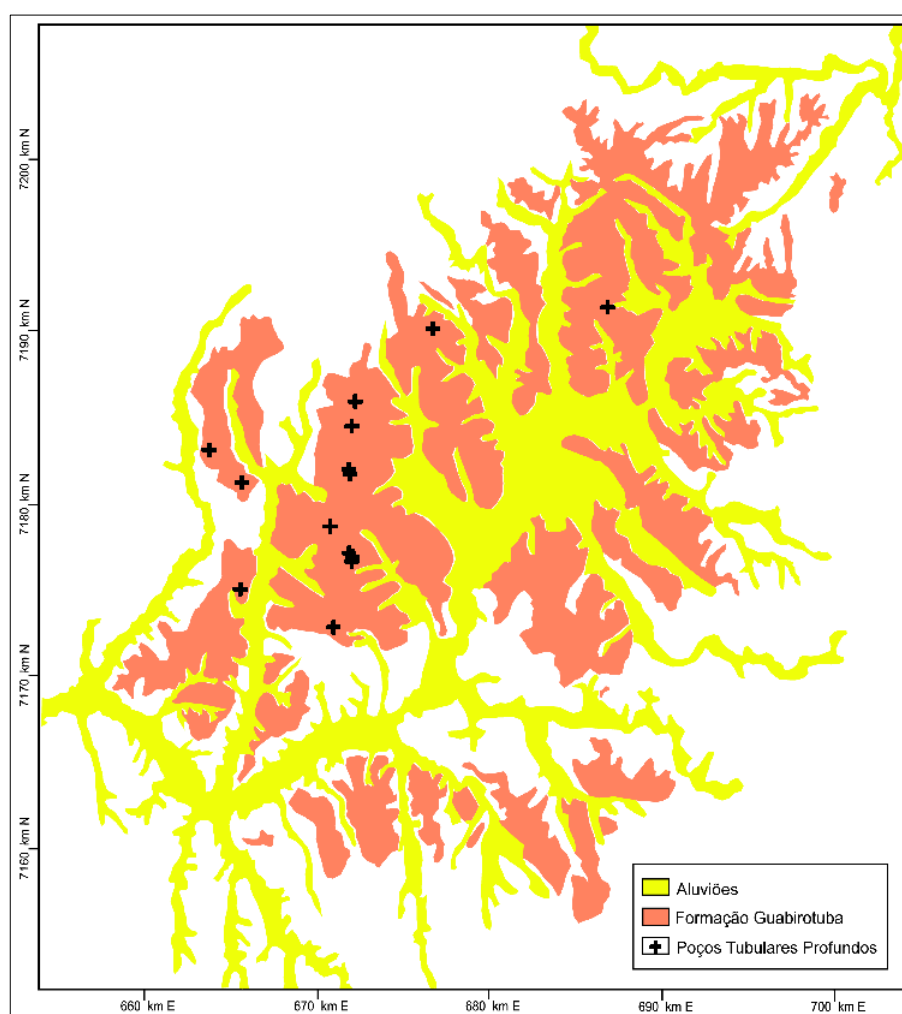 7200 km N
7190 km N
7180 km N
7170 km N
7160 km N
Aluviões
Formação Guabirotuba
Poços Tubulares Profundos
660 km E
670 km E
680 km E
690 km E
700 km E